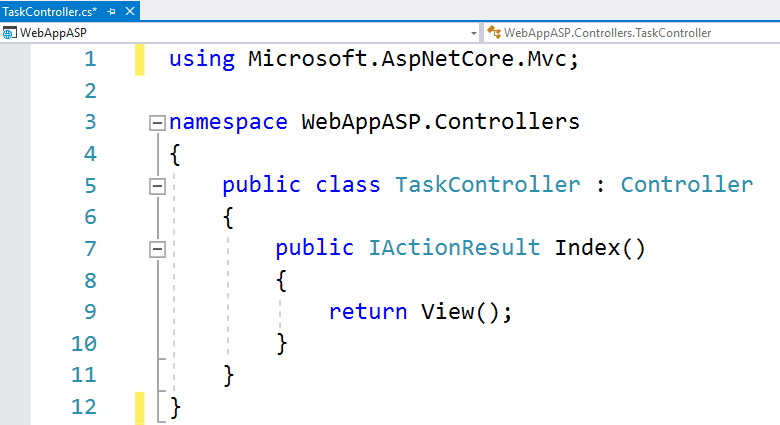 TaskController.cs*
WebAppASP WebAppASP.Controllers.TaskController
1 using Microsoft.AspNetCore.Mvc;
2
3 namespace WebAppASP.Controllers
4 {
5 public class TaskController : Controller
6 {
7 public IActionResult Index()
8 {
9 return View();
10 }
11 }
12 }